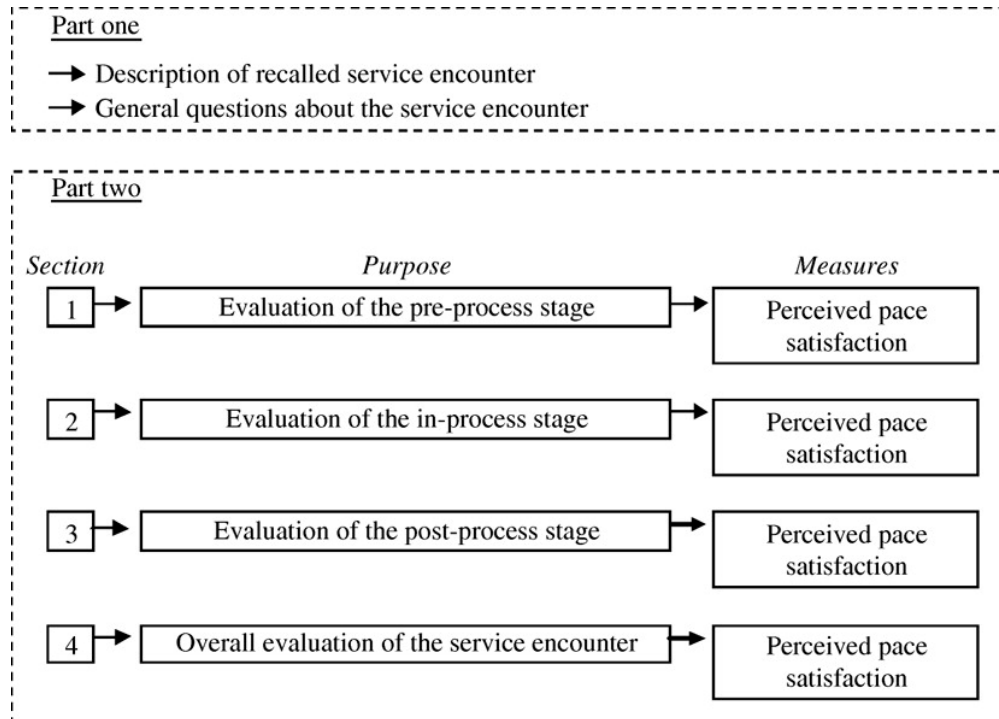 Part one
Description of recalled service encounter
General questions about the service encounter
Part two
Section Purpose Measures
1 Evaluation of the pre-process stage Perceived pace
satisfaction
2 Evaluation of the in-process stage Perceived pace
satisfaction
3 Evaluation of the post-process stage Perceived pace
satisfaction
4 Overall evaluation of the service encounter Perceived pace
satisfaction